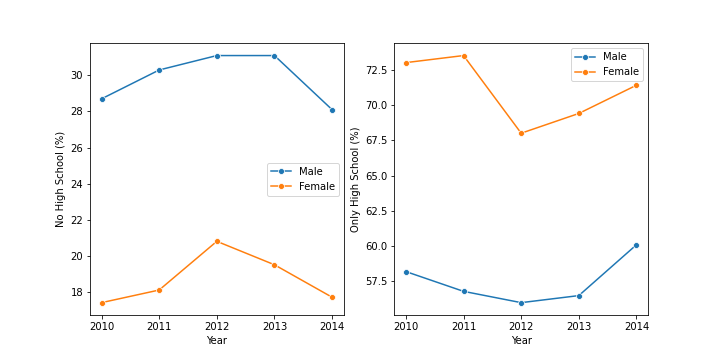 No High School (%)
30
28
26
24
22
20
18
2010 2011 2012 2013 2014
Year
Male
Female
Only High School (%)
72.5
70.0
67.5
65.0
62.5
60.0
57.5
2010 2011 2012 2013 2014
Year
Male
Female